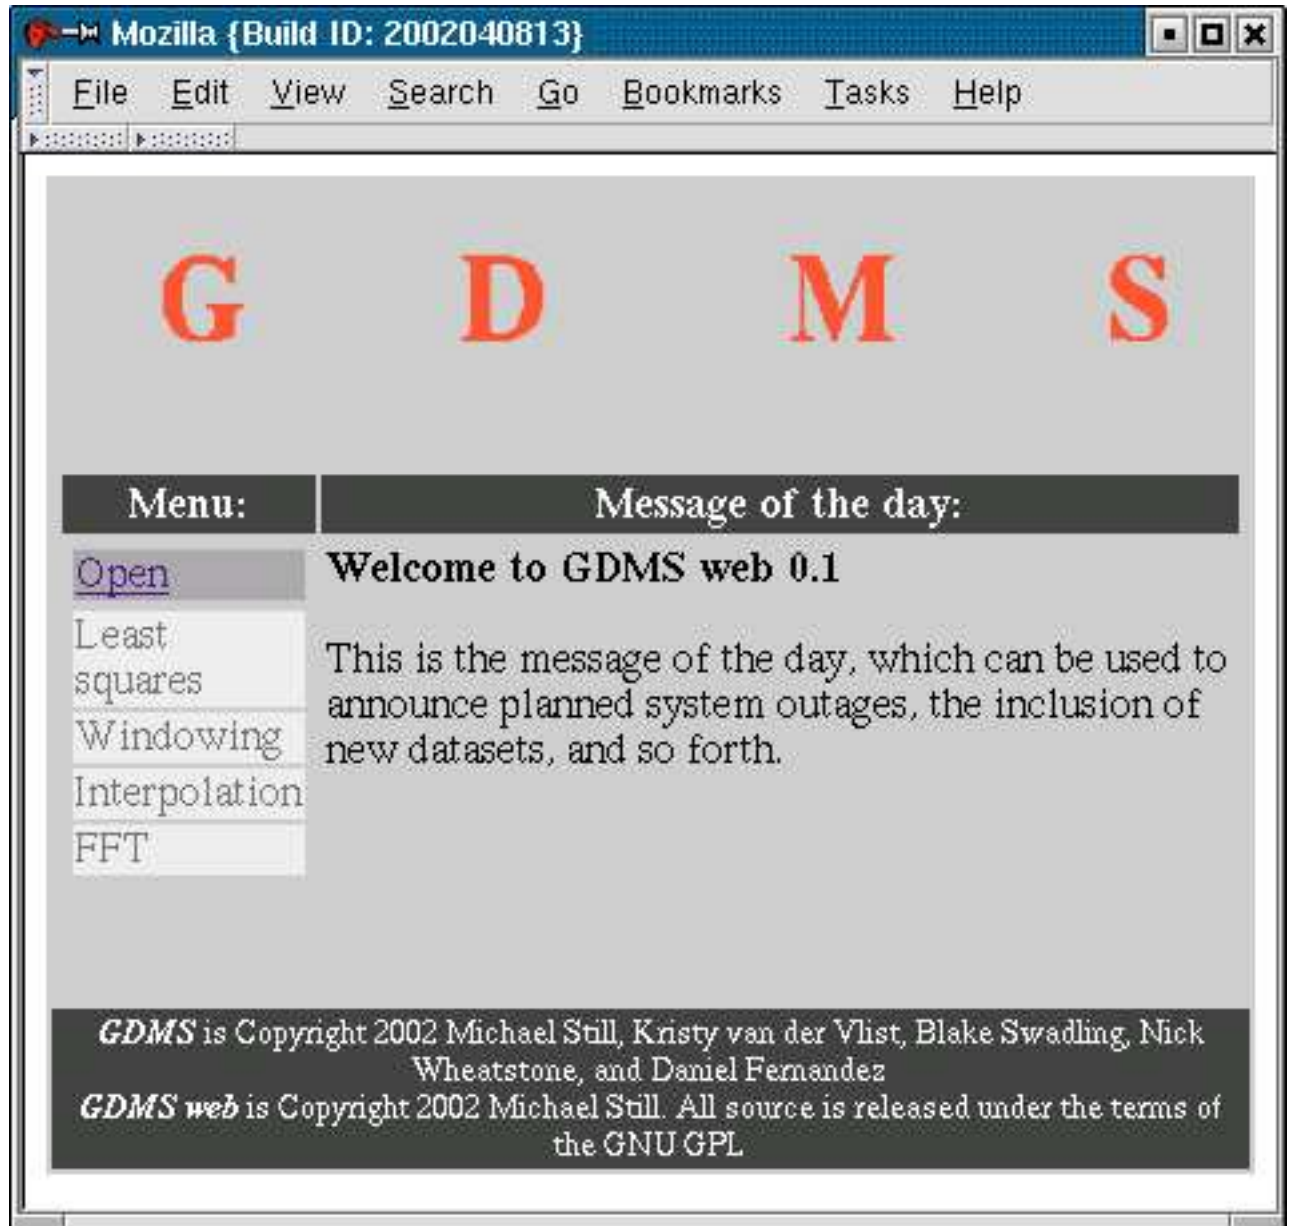 Mozilla {Build ID: 2002040813}
File Edit View Search Go Bookmarks Tasks Help
G D M S
Menu:
Message of the day:
Open
Least
squares
Windowing
Interpolation
FFT
Welcome to GDMS web 0.1
This is the message of the day, which can be used to
announce planned system outages, the inclusion of
new datasets, and so forth.
GDMS is Copyright 2002 Michael Still, Kristy van der Vlist, Blake Swadling, Nick
Wheatstone, and Daniel Fernandez
GDMS web is Copyright 2002 Michael Still. All source is released under the terms of
the GNU GPL